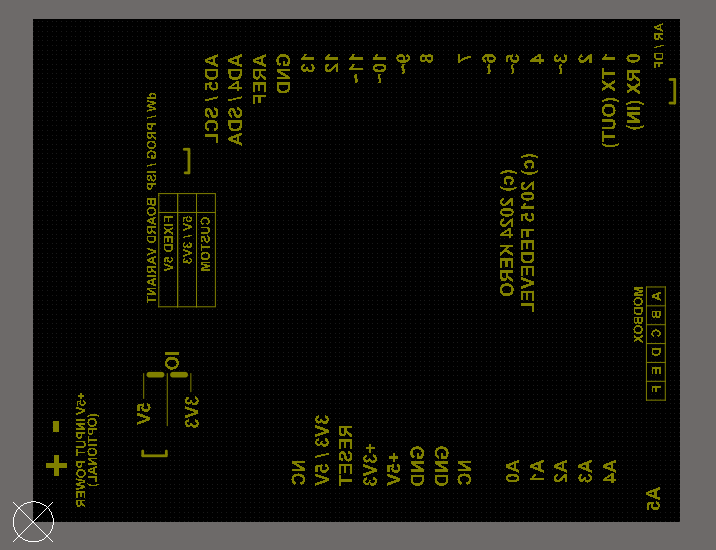 AD5 / SCL
AD4 / SDA
AREF
GND
13
12
11~
10~
9~
8
7
6~
5~
4
3~
2
1 TX (OUT)
0 RX (IN)
AR / DF
dW / PROG / ISP
BOARD VARIANT
FIXED 5V
5V / 3V3
CUSTOM
(c) 2024 KERO
(c) 2015 FEDEVEL
MODBOX
A
B
C
D
E
F
IO
5V
3V3
+ -
+5V INPUT POWER
(OPTIONAL)
NC
3V3 / 5V
RESET
+3V3
+5V
GND
GND
NC
A0
A1
A2
A3
A4
A5